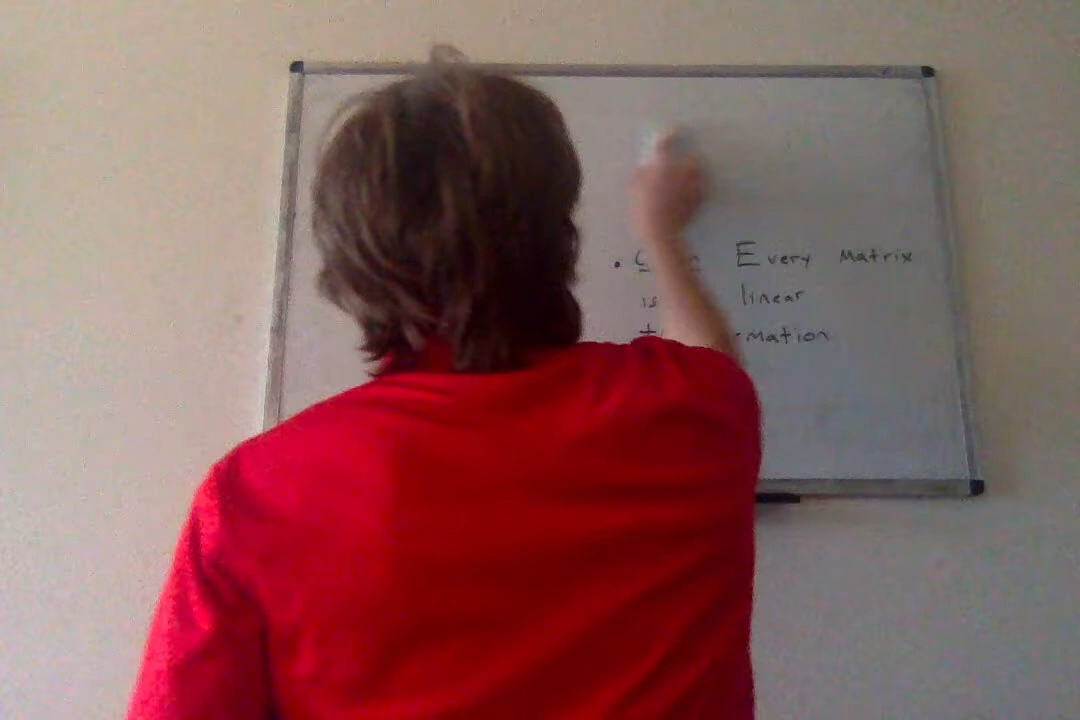 • Every Matrix
is linear
mation